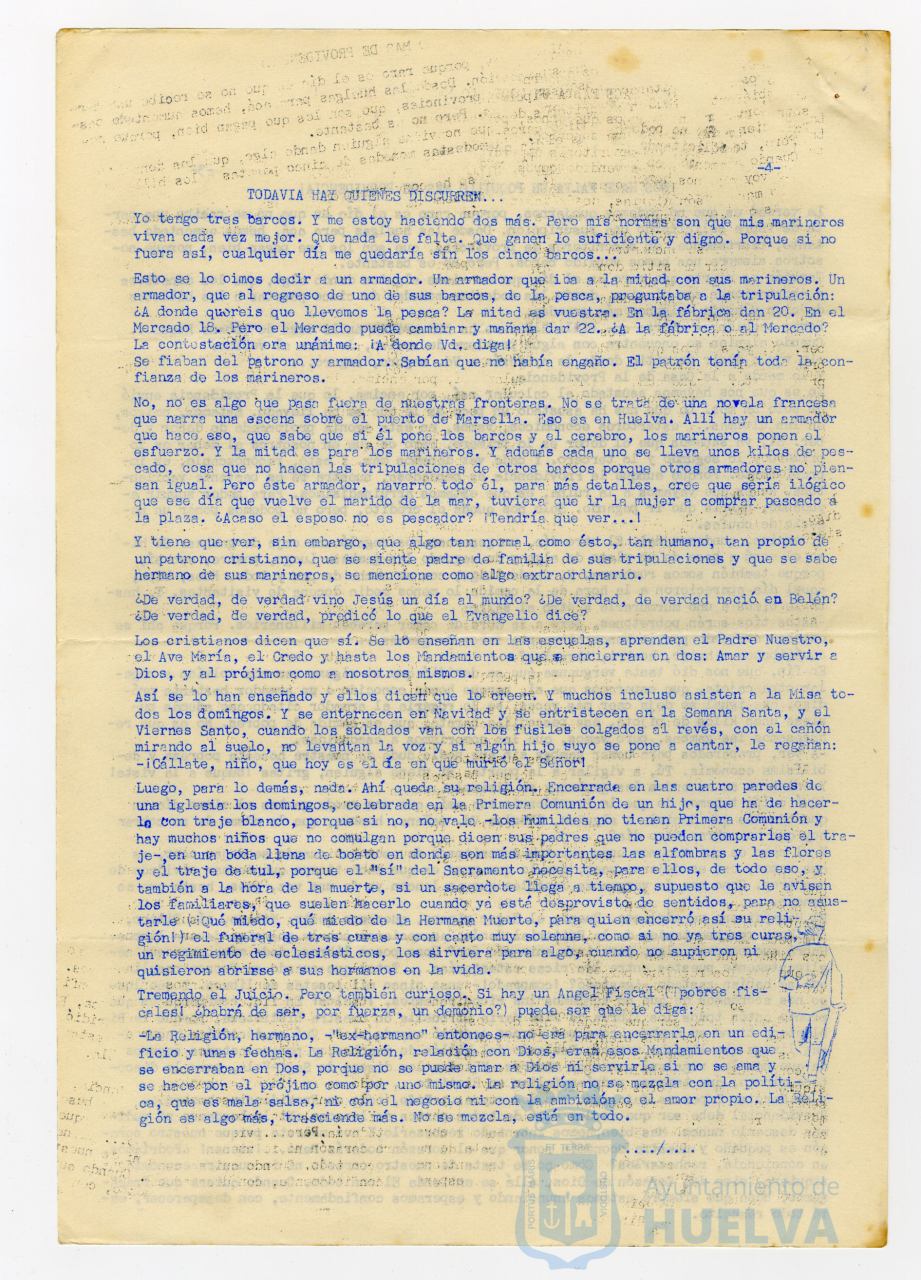 -4-
TODAVIA HAY QUIENES DISCURREN...
Yo tengo tres barcos. Y me estoy haciendo dos más. Pero mis normas son que mis marineros
vivan cada vez mejor. Que nada les falte. Que ganen lo suficiente y digno. Porque si no
fuera así, cualquier día me quedaría sin los cinco barcos...
Esto se lo oimos decir a un armador. Un armador que iba a la mitad con sus marineros. Un
armador, que al regreso de uno de sus barcos, de la pesca, preguntaba a la tripulación:
¿A donde quereis que llevemos la pesca? La mitad es vuestra. En la fábrica dan 20. En el
Mercado 18. Pero el Mercado puede cambiar y mañana dar 22. ¿A la fábrica o al Mercado?
La contestación era unánime: ¡A donde Vd. diga!
Se fiaban del patrono y armador. Sabían que no había engaño. El patrón tenía toda la con-
fianza de los marineros.
No, no es algo que pasa fuera de nuestras fronteras. No se trata de una novela francesa
que narra una escena sobre el puerto de Marsella. Eso es en Huelva. Allí hay un armador
que hace eso, que sabe que si él pone los barcos y el cerebro, los marineros ponen el
esfuerzo. Y la mitad es para los marineros. Y además cada uno se lleva unos kilos de pes-
cado, cosa que no hacen las tripulaciones de otros barcos porque otros armadores no pien-
san igual. Pero éste armador, navarro todo él, para más detalles, cree que sería ilógico
que ese día que vuelve el marido de la mar, tuviera que ir la mujer a comprar pescado a
la plaza. ¿Acaso el esposo no es pescador? ¡Tendría que ver...!
Y tiene que ver, sin embargo, que algo tan normal como ésto, tan humano, tan propio de
un patrono cristiano, que se siente padre de familia de sus tripulaciones y que se sabe
hermano de sus marineros, se mencione como algo extraordinario.
¿De verdad, de verdad vino Jesús un día al mundo? ¿De verdad, de verdad nació en Belén?
¿De verdad, de verdad, predicó lo que el Evangelio dice?
Los cristianos dicen que sí. Se lo enseñan en las escuelas, aprenden el Padre Nuestro,
el Ave María, el Credo y hasta los Mandamientos que se encierran en dos: Amar y servir a
Dios, y al prójimo como a nosotros mismos.
Así se lo han enseñado y ellos dicen que lo creen. Y muchos incluso asisten a la Misa to-
dos los domingos. Y se enternecen en Navidad y se entristecen en la Semana Santa, y el
Viernes Santo, cuando los soldados van con los fusiles colgados al revés, con el cañón
mirando al suelo, no levantan la voz y si algún hijo suyo se pone a cantar, le regañan:
-¡Cállate, niño, que hoy es el día en que murió el Señor!
Luego, para lo demás, nada. Ahí queda su religión. Encerrada en las cuatro paredes de
una iglesia los domingos, celebrada en la Primera Comunión de un hijo, que ha de hacer-
la con traje blanco, porque si no, no vale -los humildes no tienen Primera Comunión y
hay muchos niños que no comulgan porque dicen sus padres que no pueden comprarles el tra-
je-, en una boda llena de boato en donde son más importantes las alfombras y las flores
y el traje de tul, porque el "sí" del Sacramento necesita, para ellos, de todo eso, y
también a la hora de la muerte, si un sacerdote llega a tiempo, supuesto que le avisen
los familiares, que suelen hacerlo cuando ya está desprovisto de sentidos, para no asus-
tarle (¡Qué miedo, qué miedo de la Hermana Muerte, para quien encerró así su reli-
gión!) el funeral de tres curas y con canto muy solemne, como si no ya tres curas,
un regimiento de eclesiásticos, les sirviera para algo, cuando no supieron ni
quisieron abrirse a sus hermanos en la vida.
Tremendo el Juicio. Pero también curioso. Si hay un Angel Fiscal (¡pobres fis-
cales! ¿habrá de ser, por fuerza, un demonio?) puede ser que le diga:
-La Religión, hermano, -"ex-hermano" entonces- no era para encerrarla en un edi-
ficio y unas fechas. La Religión, relación con Dios, eran esos Mandamientos que
se encerraban en Dos, porque no se puede amar a Dios ni servirle si no se ama y
se hace por el prójimo como por uno mismo. La religión no se mezcla con la políti-
ca, que es mala salsa, ni con el negocio ni con la ambición o el amor propio. La Reli-
gión es algo más, trasciende más. No se mezcla, está en todo.
..../...
Ayuntamiento de
HUELVA